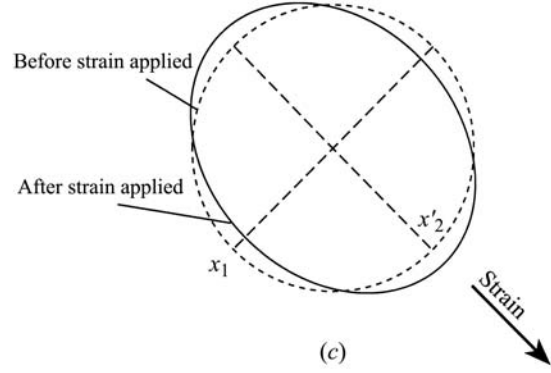 Before strain applied
After strain applied
x'₂
x₁
Strain
(c)